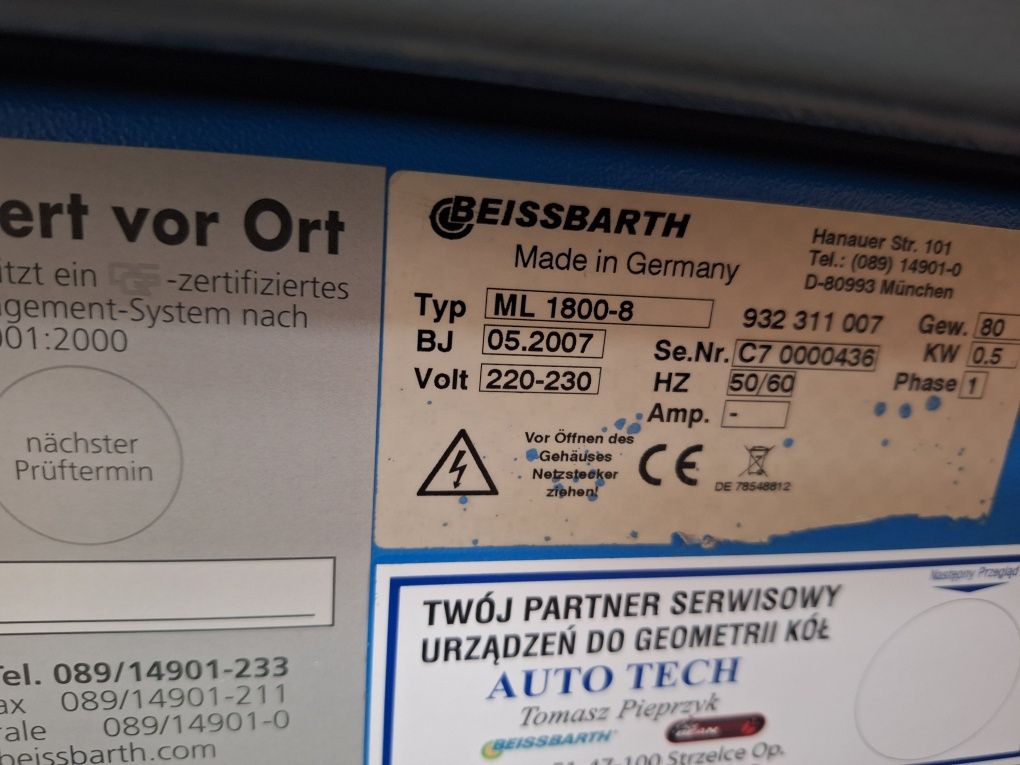 ert vor Ort
ützt ein -zertifiziertes
gement-System nach
001:2000
nächster
Prüftermin
Tel. 089/14901-233
ax 089/14901-211
rale 089/14901-0
beissbarth.com
BEISSBARTH
Made in Germany
Hanauer Str. 101
Tel.: (089) 14901-0
D-80993 München
Typ ML 1800-8 932 311 007 Gew. 80
BJ 05.2007 Se.Nr. C7 0000436 KW 0.5
Volt 220-230 HZ 50/60 Phase 1
Amp. -
Vor Öffnen des
Gehäuses
Netzstecker
ziehen!
CE
DE 78548812
Następny Przegląd
TWÓJ PARTNER SERWISOWY
URZĄDZEŃ DO GEOMETRII KÓŁ
AUTO TECH
Tomasz Pieprzyk
BEISSBARTH
47-100 Strzelce Op.